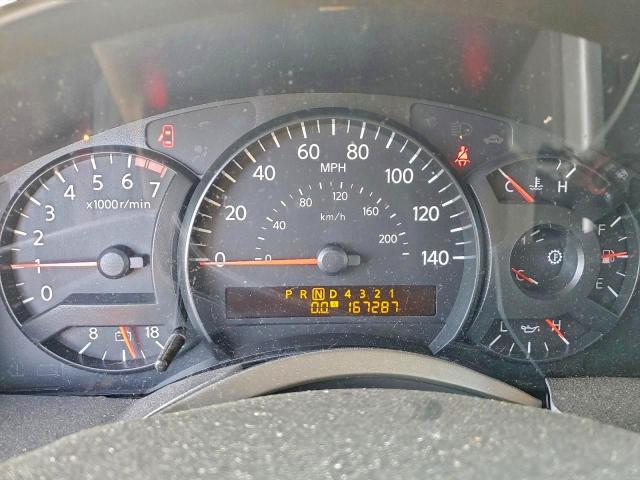 0 1 2 3 4 5 6 7
x1000r/min
8 18
0 20 40 60 80 100 120 140
MPH
40 80 120 160 200
km/h
P R N D 4 3 2 1
0.0 167287
C H
F
E
C
1
L H